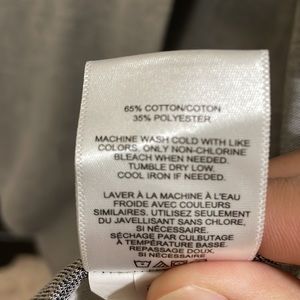 65% COTTON/COTON
35% POLYESTER
MACHINE WASH COLD WITH LIKE
COLORS. ONLY NON-CHLORINE
BLEACH WHEN NEEDED.
TUMBLE DRY LOW.
COOL IRON IF NEEDED.
LAVER À LA MACHINE À L'EAU
FROIDE AVEC COULEURS
SIMILAIRES. UTILISEZ SEULEMENT
DU JAVELLISANT SANS CHLORE,
SI NÉCESSAIRE.
SÉCHAGE PAR CULBUTAGE
À TEMPÉRATURE BASSE.
REPASSAGE DOUX,
SI NÉCESSAIRE.